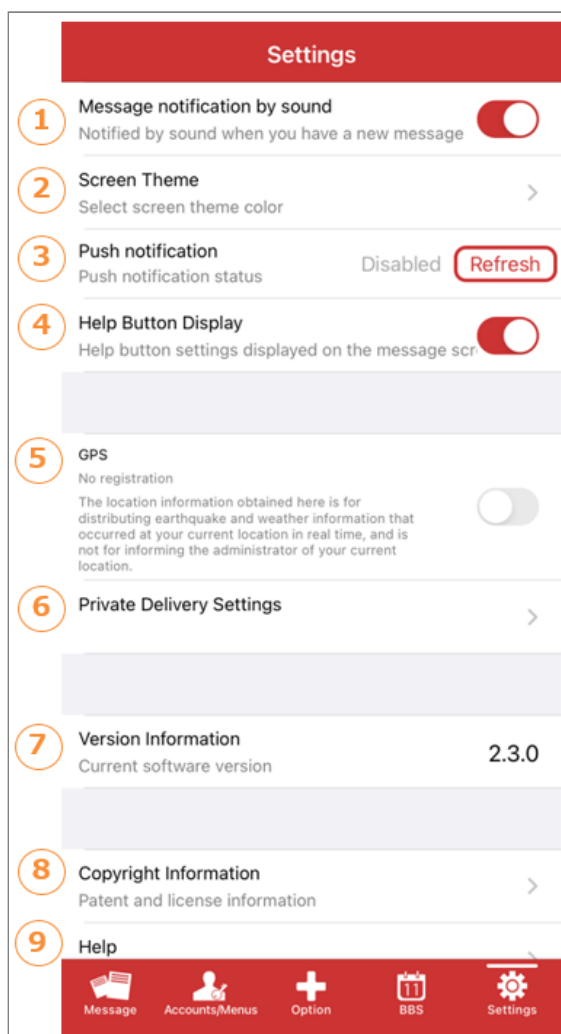 Settings
1
Message notification by sound
Notified by sound when you have a new message
2
Screen Theme
Select screen theme color
3
Push notification
Push notification status
Disabled
Refresh
4
Help Button Display
Help button settings displayed on the message scr
5
GPS
No registration
The location information obtained here is for
distributing earthquake and weather information that
occurred at your current location in real time, and is
not for informing the administrator of your current
location.
6
Private Delivery Settings
7
Version Information
Current software version
2.3.0
8
Copyright Information
Patent and license information
9
Help
11
Message
Accounts/Menus
Option
BBS
Settings